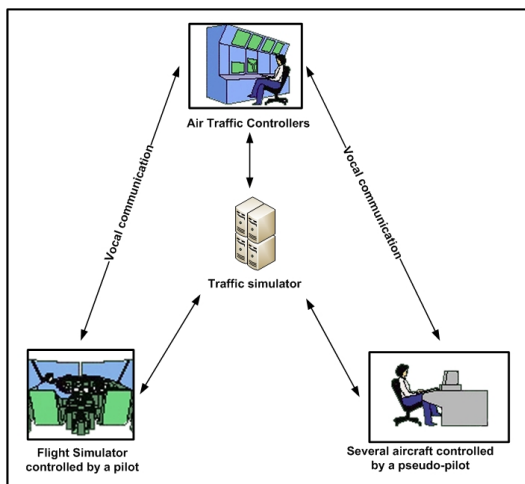 Air Traffic Controllers
Vocal communication
Vocal communication
Traffic simulator
Flight Simulator
controlled by a pilot
Several aircraft controlled
by a pseudo-pilot